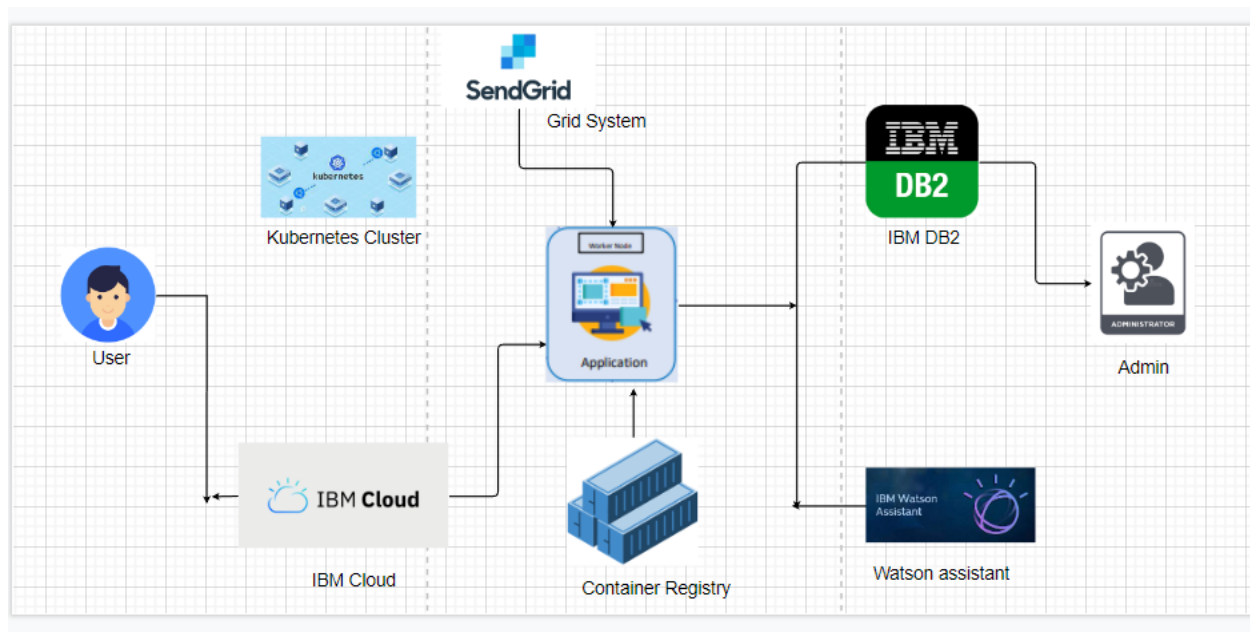 SendGrid
Grid System
kubernetes
Kubernetes Cluster
User
Worker Node
Application
IBM
DB2
IBM DB2
ADMINISTRATOR
Admin
IBM Cloud
IBM Cloud
Container Registry
IBM Watson
Assistant
Watson assistant